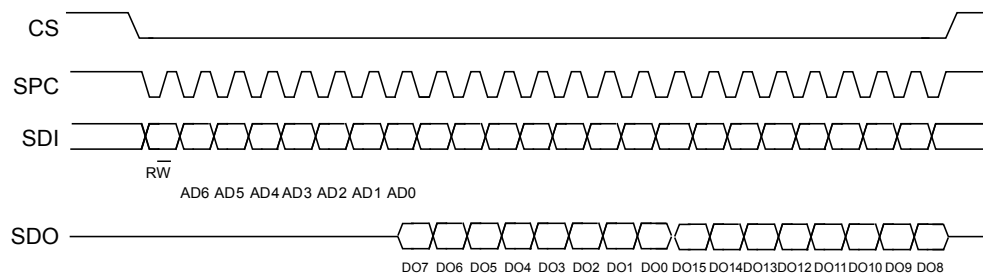 CS
SPC
SDI
RW
AD6 AD5 AD4 AD3 AD2 AD1 AD0
SDO
DO7 DO6 DO5 DO4 DO3 DO2 DO1 DO0 DO15 DO14 DO13 DO12 DO11 DO10 DO9 DO8